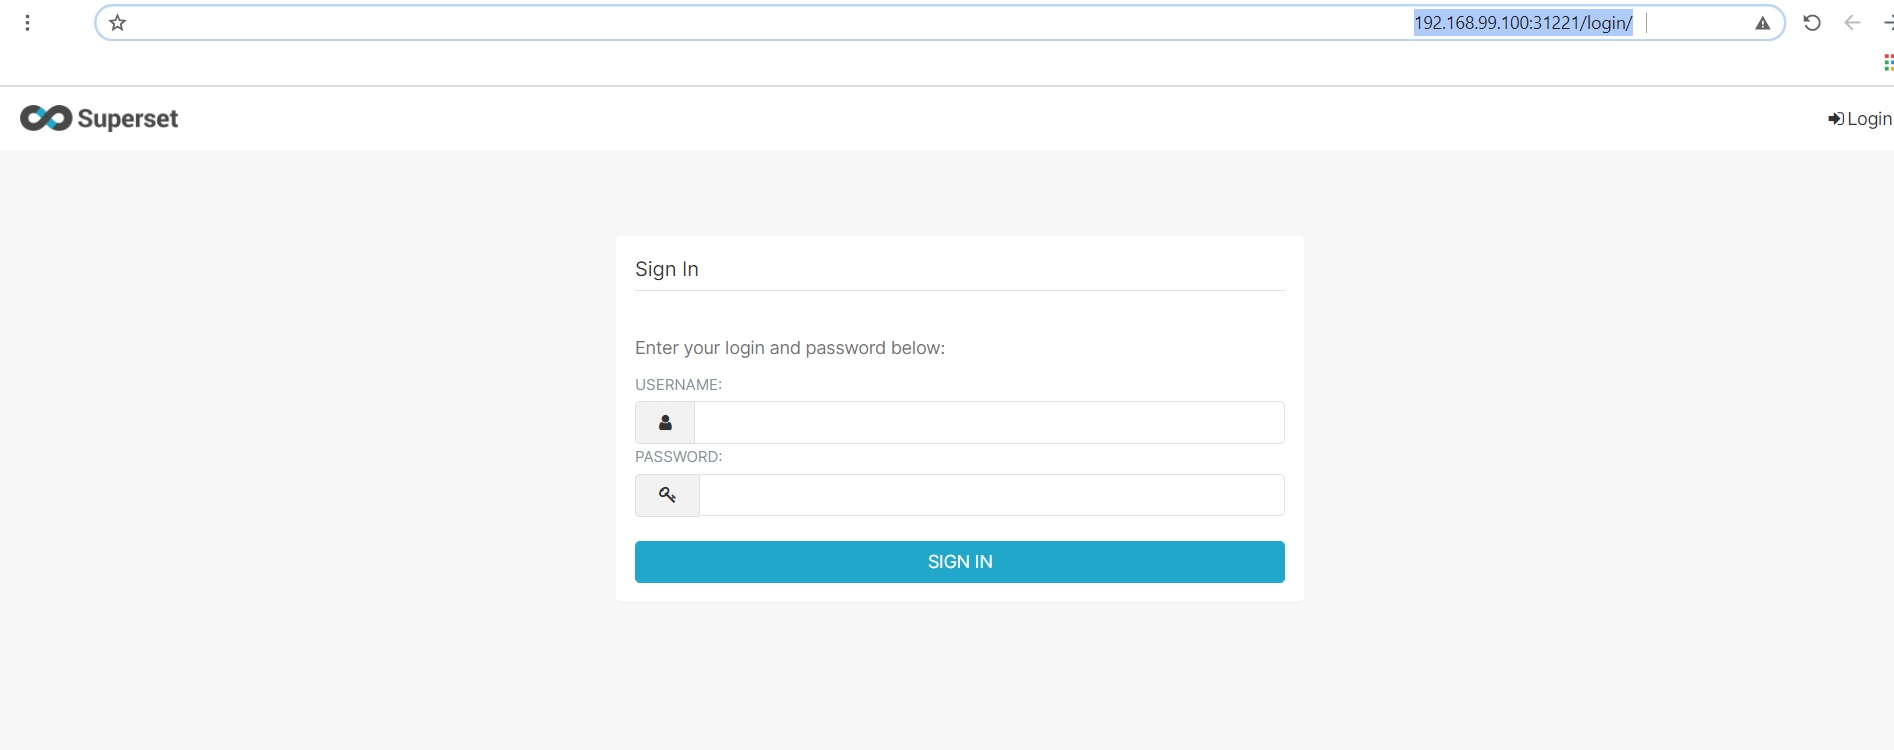 192.168.99.100:31221/login/
Superset
Login
Sign In
Enter your login and password below:
USERNAME:
PASSWORD:
SIGN IN